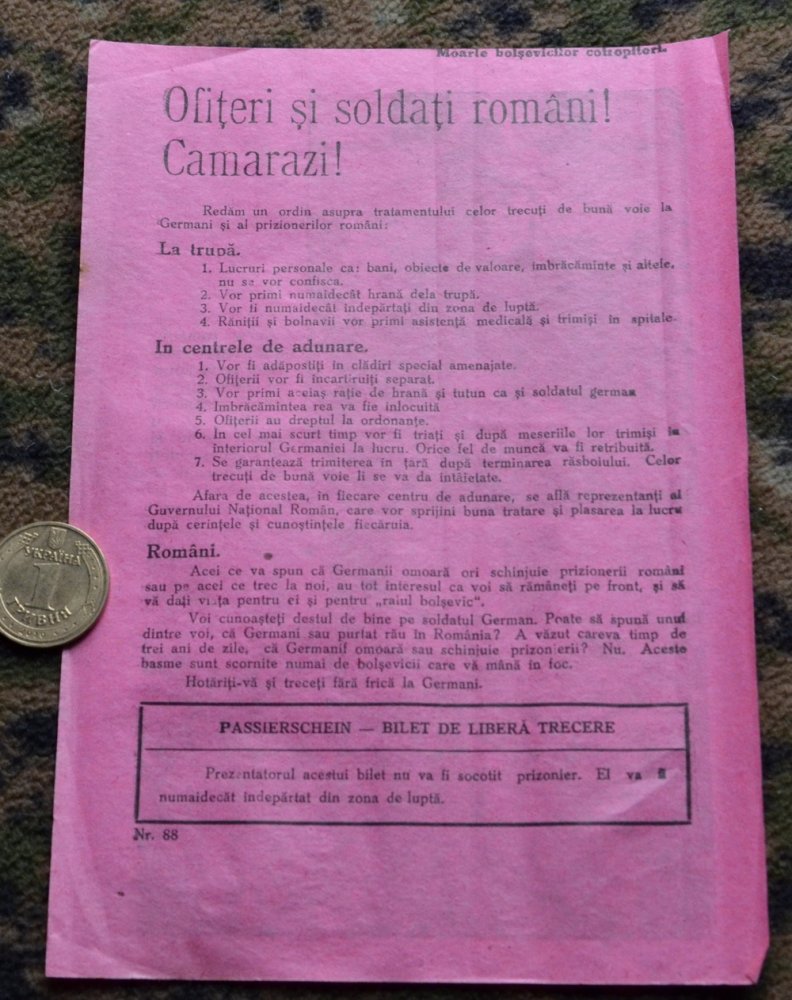 Moarte bolşevicilor cotropitori.
Ofiţeri şi soldaţi români!
Camarazi!
Redăm un ordin asupra tratamentului celor trecuţi de bună voie la
Germani şi al prizionerilor români:
La trupă.
1. Lucruri personale ca: bani, obiecte de valoare, îmbrăcăminte şi altele,
nu se vor confisca.
2. Vor primi numaidecât hrană dela trupă.
3. Vor fi numaidecât îndepărtaţi din zona de luptă.
4. Răniţii şi bolnavii vor primi asistenţă medicală şi trimişi în spitale.
In centrele de adunare.
1. Vor fi adăpostiţi în clădiri special amenajate.
2. Ofiţerii vor fi încartiruiţi separat.
3. Vor primi aceiaş raţie de hrană şi tutun ca şi soldatul german
4. Imbrăcămintea rea va fie înlocuită
5. Ofiţerii au dreptul la ordonanţe.
6. In cel mai scurt timp vor fi triaţi şi după meseriile lor trimişi în
interiorul Germaniei la lucru. Orice fel de muncă va fi retribuită.
7. Se garantează trimiterea în ţară după terminarea răsboiului. Celor
trecuţi de bună voie li se va da întâietate.
Afara de acestea, in fiecare centru de adunare, se află reprezentanţi al
Guvernului Naţional Român, care vor sprijini buna tratare şi plasarea la lucru
după cerinţele şi cunoştinţele fiecăruia.
Români.
Acei ce va spun că Germanii omoară ori schinjuie prizionerii români
sau pe acei ce trec la noi, au tot interesul ca voi să rămâneţi pe front, şi să
vă daţi viaţa pentru ei şi pentru „raiul bolşevic“.
Voi cunoaşteţi destul de bine pe soldatul German. Poate să spună unul
dintre voi, că Germani sau purtat rău în România? A văzut careva timp de
trei ani de zile, că Germanii omoară sau schinjuie prizonierii? Nu. Aceste
basme sunt scornite numai de bolşevicii care vă mână în foc.
Hotărîţi-vă şi treceţi fără frică la Germani.
PASSIERSCHEIN — BILET DE LIBERĂ TRECERE
Prezentatorul acestui bilet nu va fi socotit prizonier. El va fi
numaidecât îndepărtat din zona de luptă.
Nr. 88
УКРАЇНА
1
ГРИВНЯ